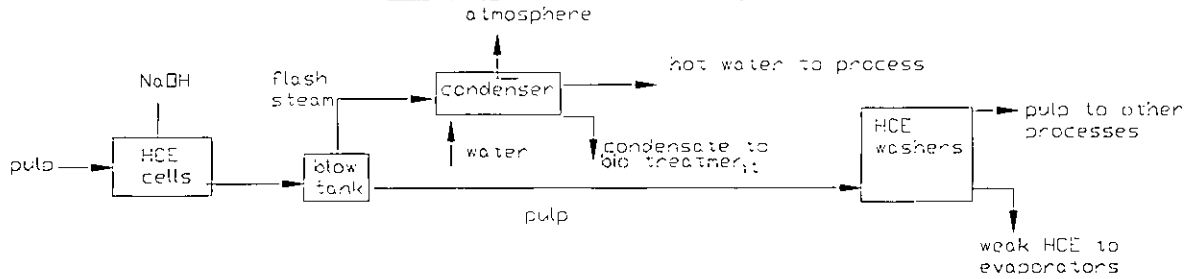 atmosphere
NaOH
flash
steam
condenser
hot water to process
pulp
HCE
cells
blow
tank
water
condensate to
bio treatment
HCE
washers
pulp to other
processes
pulp
weak HCE to
evaporators